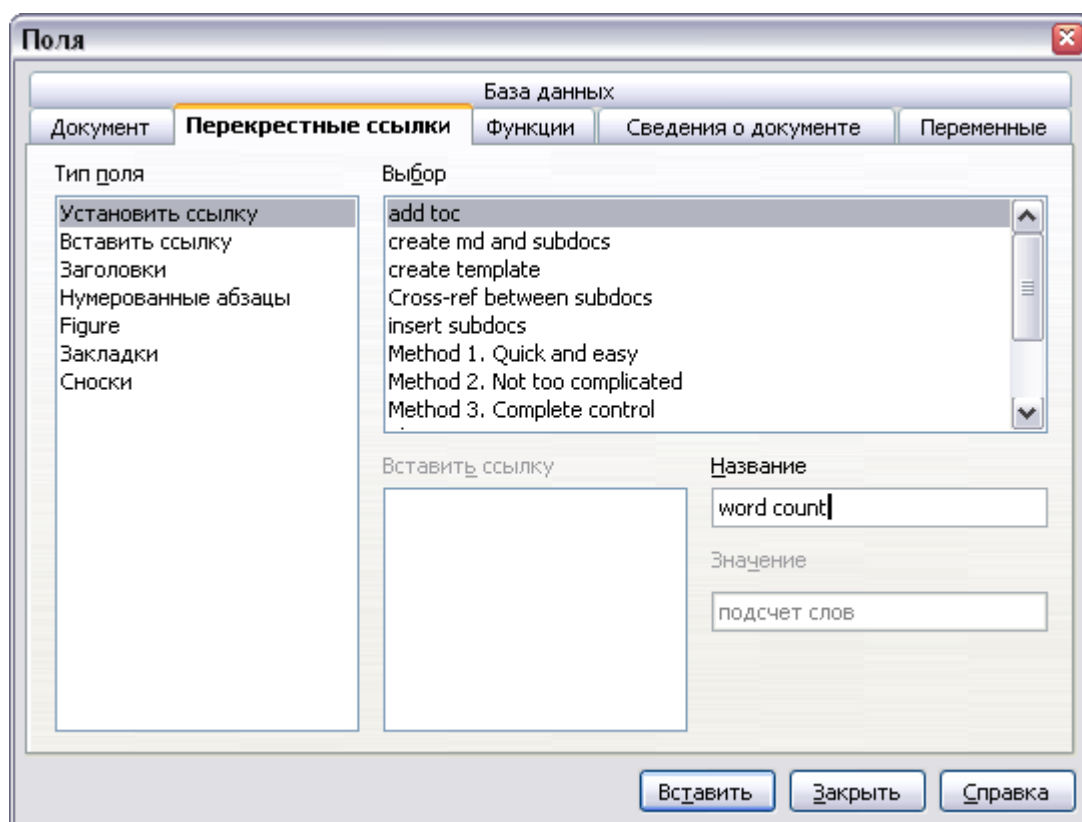 Поля
База данных
Документ Перекрестные ссылки Функции Сведения о документе Переменные
Тип поля Выбор
Установить ссылку add toc
Вставить ссылку create md and subdocs
Заголовки create template
Нумерованные абзацы Cross-ref between subdocs
Figure insert subdocs
Закладки Method 1. Quick and easy
Сноски Method 2. Not too complicated
Method 3. Complete control
Вставить ссылку Название
word count
Значение
подсчет слов
Вставить Закрыть Справка